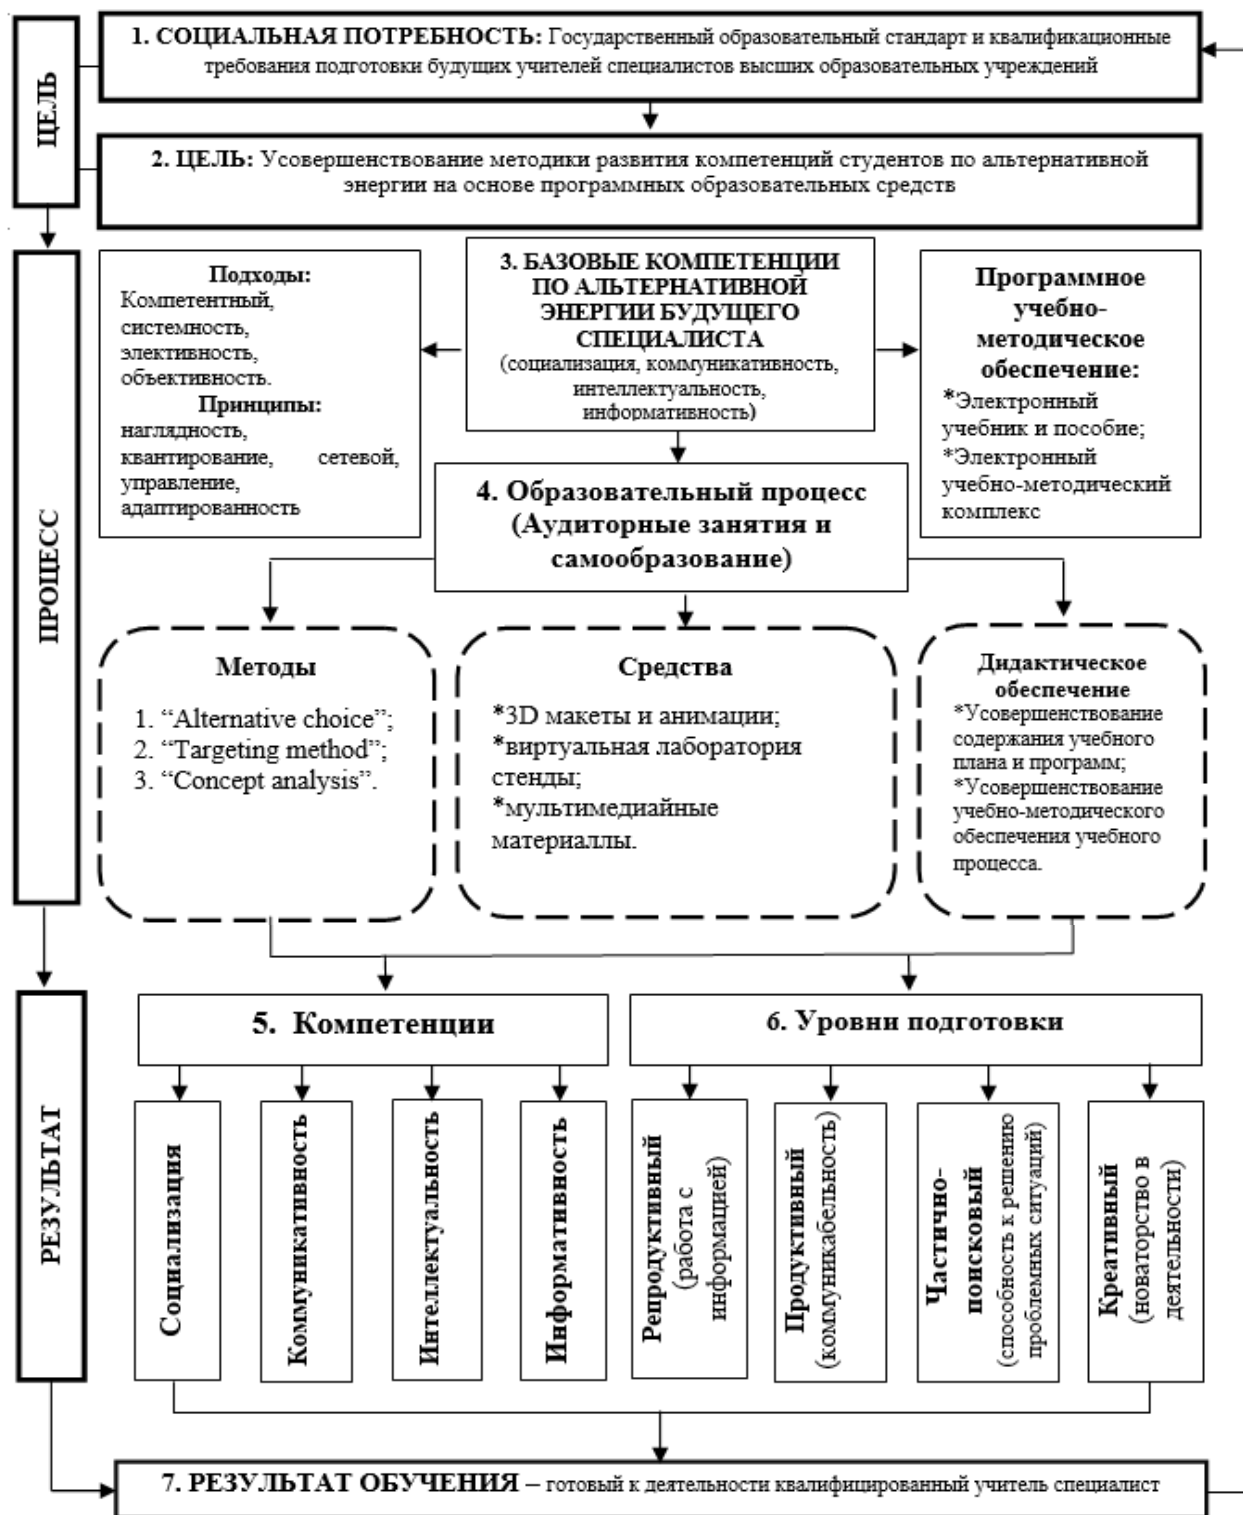 ЦЕЛЬ
1. СОЦИАЛЬНАЯ ПОТРЕБНОСТЬ: Государственный образовательный стандарт и квалификационные
требования подготовки будущих учителей специалистов высших образовательных учреждений
2. ЦЕЛЬ: Усовершенствование методики развития компетенций студентов по альтернативной
энергии на основе программных образовательных средств
ПРОЦЕСС
Подходы:
Компетентный,
системность,
элективность,
объективность.
Принципы:
наглядность,
квантирование, сетевой,
управление,
адаптированность
3. БАЗОВЫЕ КОМПЕТЕНЦИИ
ПО АЛЬТЕРНАТИВНОЙ
ЭНЕРГИИ БУДУЩЕГО
СПЕЦИАЛИСТА
(социализация, коммуникативность,
интеллектуальность,
информативность)
Программное
учебно-
методическое
обеспечение:
*Электронный
учебник и пособие;
*Электронный
учебно-методический
комплекс
4. Образовательный процесс
(Аудиторные занятия и
самообразование)
Методы
1. “Alternative choice”;
2. “Targeting method”;
3. “Concept analysis”.
Средства
*3D макеты и анимации;
*виртуальная лаборатория
стенды;
*мультимедиайные
материаллы.
Дидактическое
обеспечение
*Усовершенствование
содержания учебного
плана и программ;
*Усовершенствование
учебно-методического
обеспечения учебного
процесса.
РЕЗУЛЬТАТ
5. Компетенции
6. Уровни подготовки
Социализация
Коммуникативность
Интеллектуальность
Информативность
Репродуктивный
(работа с
информацией)
Продуктивный
(коммуникабельность)
Частично-
поисковый
(способность к решению
проблемных ситуаций)
Креативный
(новаторство в
деятельности)
7. РЕЗУЛЬТАТ ОБУЧЕНИЯ – готовый к деятельности квалифицированный учитель специалист